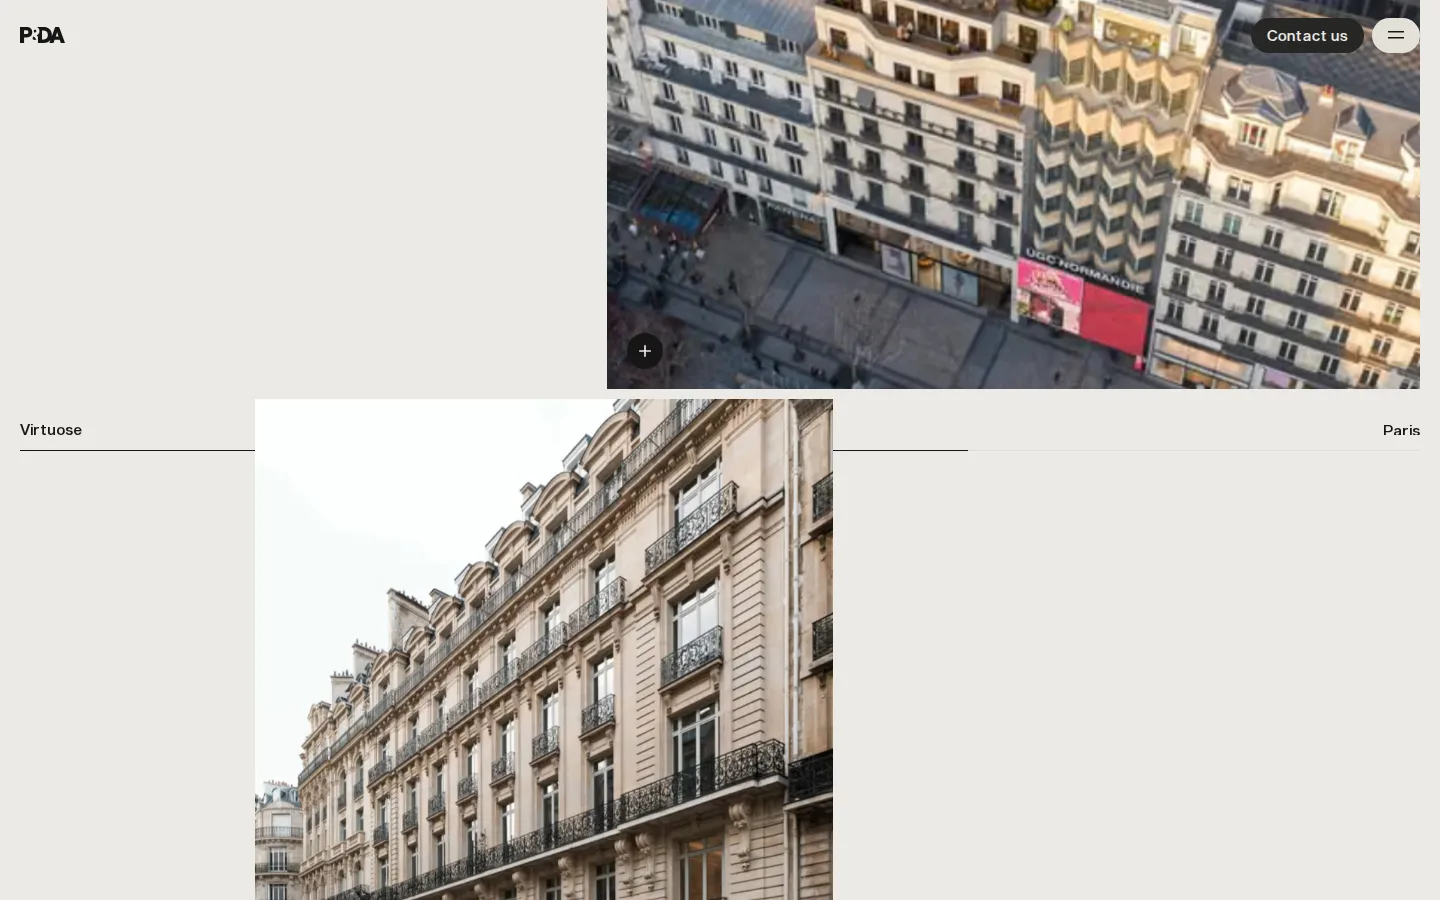 P&DA
Contact us
UGC NORMANDIE
Virtuose
Paris